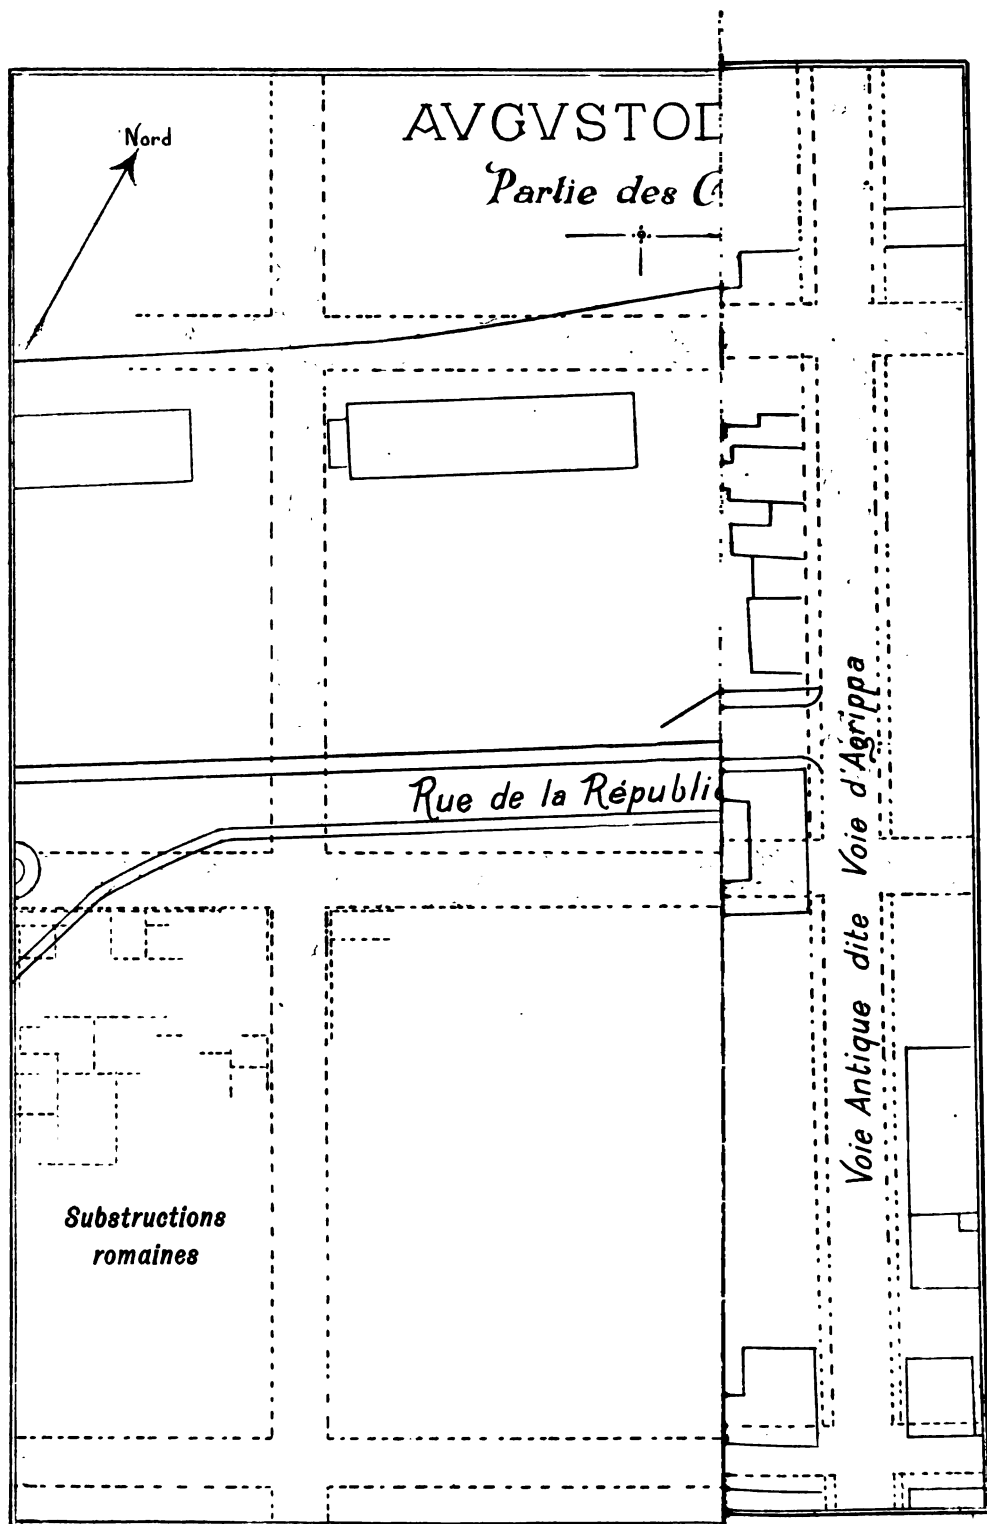 Nord
AVGVSTOD
Partie des C
Rue de la Républi
Voie Antique dite Voie d'Agrippa
Substructions
romaines